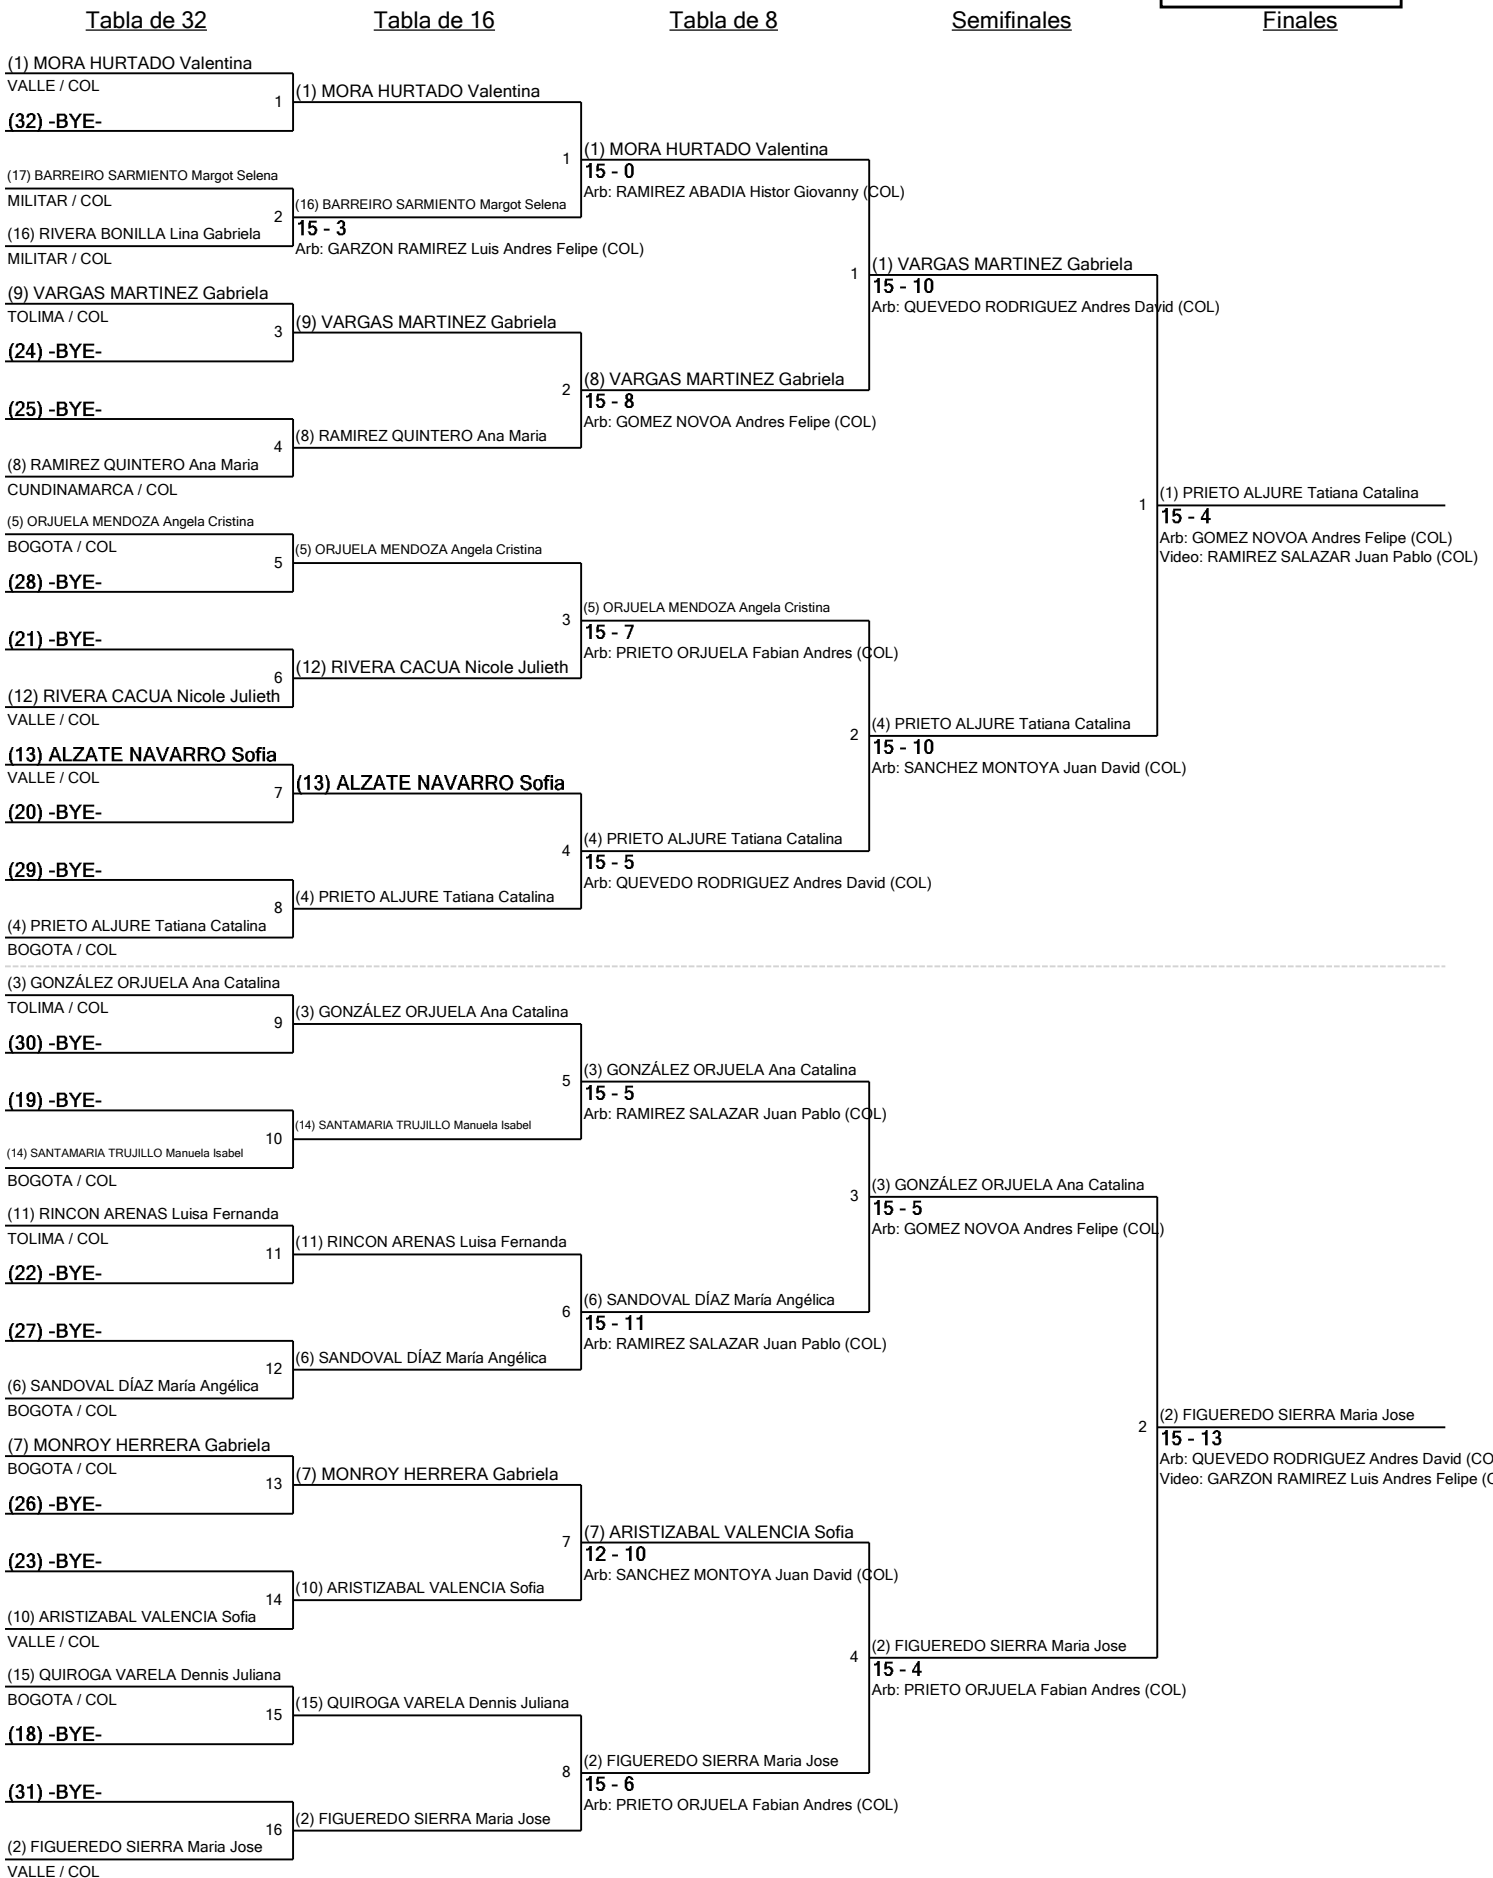 Tabla de 32
Tabla de 16
Tabla de 8
Semifinales
Finales
(1) MORA HURTADO Valentina
VALLE / COL
1
(32) -BYE-
(17) BARREIRO SARMIENTO Margot Selena
MILITAR / COL
2
(16) RIVERA BONILLA Lina Gabriela
MILITAR / COL
(9) VARGAS MARTINEZ Gabriela
TOLIMA / COL
3
(24) -BYE-
(25) -BYE-
4
(8) RAMIREZ QUINTERO Ana Maria
CUNDINAMARCA / COL
(5) ORJUELA MENDOZA Angela Cristina
BOGOTA / COL
5
(28) -BYE-
(21) -BYE-
6
(12) RIVERA CACUA Nicole Julieth
VALLE / COL
(13) ALZATE NAVARRO Sofia
VALLE / COL
7
(20) -BYE-
(29) -BYE-
8
(4) PRIETO ALJURE Tatiana Catalina
BOGOTA / COL
(3) GONZÁLEZ ORJUELA Ana Catalina
TOLIMA / COL
9
(30) -BYE-
(19) -BYE-
10
(14) SANTAMARIA TRUJILLO Manuela Isabel
BOGOTA / COL
(11) RINCON ARENAS Luisa Fernanda
TOLIMA / COL
11
(22) -BYE-
(27) -BYE-
12
(6) SANDOVAL DÍAZ María Angélica
BOGOTA / COL
(7) MONROY HERRERA Gabriela
BOGOTA / COL
13
(26) -BYE-
(23) -BYE-
14
(10) ARISTIZABAL VALENCIA Sofia
VALLE / COL
(15) QUIROGA VARELA Dennis Juliana
BOGOTA / COL
15
(18) -BYE-
(31) -BYE-
16
(2) FIGUEREDO SIERRA Maria Jose
VALLE / COL
(1) MORA HURTADO Valentina
1
(16) BARREIRO SARMIENTO Margot Selena
15 - 3
Arb: GARZON RAMIREZ Luis Andres Felipe (COL)
(9) VARGAS MARTINEZ Gabriela
2
(8) RAMIREZ QUINTERO Ana Maria
(5) ORJUELA MENDOZA Angela Cristina
3
(12) RIVERA CACUA Nicole Julieth
(13) ALZATE NAVARRO Sofia
4
(4) PRIETO ALJURE Tatiana Catalina
(3) GONZÁLEZ ORJUELA Ana Catalina
5
(14) SANTAMARIA TRUJILLO Manuela Isabel
(11) RINCON ARENAS Luisa Fernanda
6
(6) SANDOVAL DÍAZ María Angélica
(7) MONROY HERRERA Gabriela
7
(10) ARISTIZABAL VALENCIA Sofia
(15) QUIROGA VARELA Dennis Juliana
8
(2) FIGUEREDO SIERRA Maria Jose
(1) MORA HURTADO Valentina
15 - 0
Arb: RAMIREZ ABADIA Histor Giovanny (COL)
1
(8) VARGAS MARTINEZ Gabriela
15 - 8
Arb: GOMEZ NOVOA Andres Felipe (COL)
(5) ORJUELA MENDOZA Angela Cristina
15 - 7
Arb: PRIETO ORJUELA Fabian Andres (COL)
2
(4) PRIETO ALJURE Tatiana Catalina
15 - 5
Arb: QUEVEDO RODRIGUEZ Andres David (COL)
(3) GONZÁLEZ ORJUELA Ana Catalina
15 - 5
Arb: RAMIREZ SALAZAR Juan Pablo (COL)
3
(6) SANDOVAL DÍAZ María Angélica
15 - 11
Arb: RAMIREZ SALAZAR Juan Pablo (COL)
(7) ARISTIZABAL VALENCIA Sofia
12 - 10
Arb: SANCHEZ MONTOYA Juan David (COL)
4
(2) FIGUEREDO SIERRA Maria Jose
15 - 6
Arb: PRIETO ORJUELA Fabian Andres (COL)
(1) VARGAS MARTINEZ Gabriela
15 - 10
Arb: QUEVEDO RODRIGUEZ Andres David (COL)
1
(4) PRIETO ALJURE Tatiana Catalina
15 - 10
Arb: SANCHEZ MONTOYA Juan David (COL)
(3) GONZÁLEZ ORJUELA Ana Catalina
15 - 5
Arb: GOMEZ NOVOA Andres Felipe (COL)
2
(2) FIGUEREDO SIERRA Maria Jose
15 - 4
Arb: PRIETO ORJUELA Fabian Andres (COL)
(1) PRIETO ALJURE Tatiana Catalina
15 - 4
Arb: GOMEZ NOVOA Andres Felipe (COL)
Video: RAMIREZ SALAZAR Juan Pablo (COL)
(2) FIGUEREDO SIERRA Maria Jose
15 - 13
Arb: QUEVEDO RODRIGUEZ Andres David (CO
Video: GARZON RAMIREZ Luis Andres Felipe (